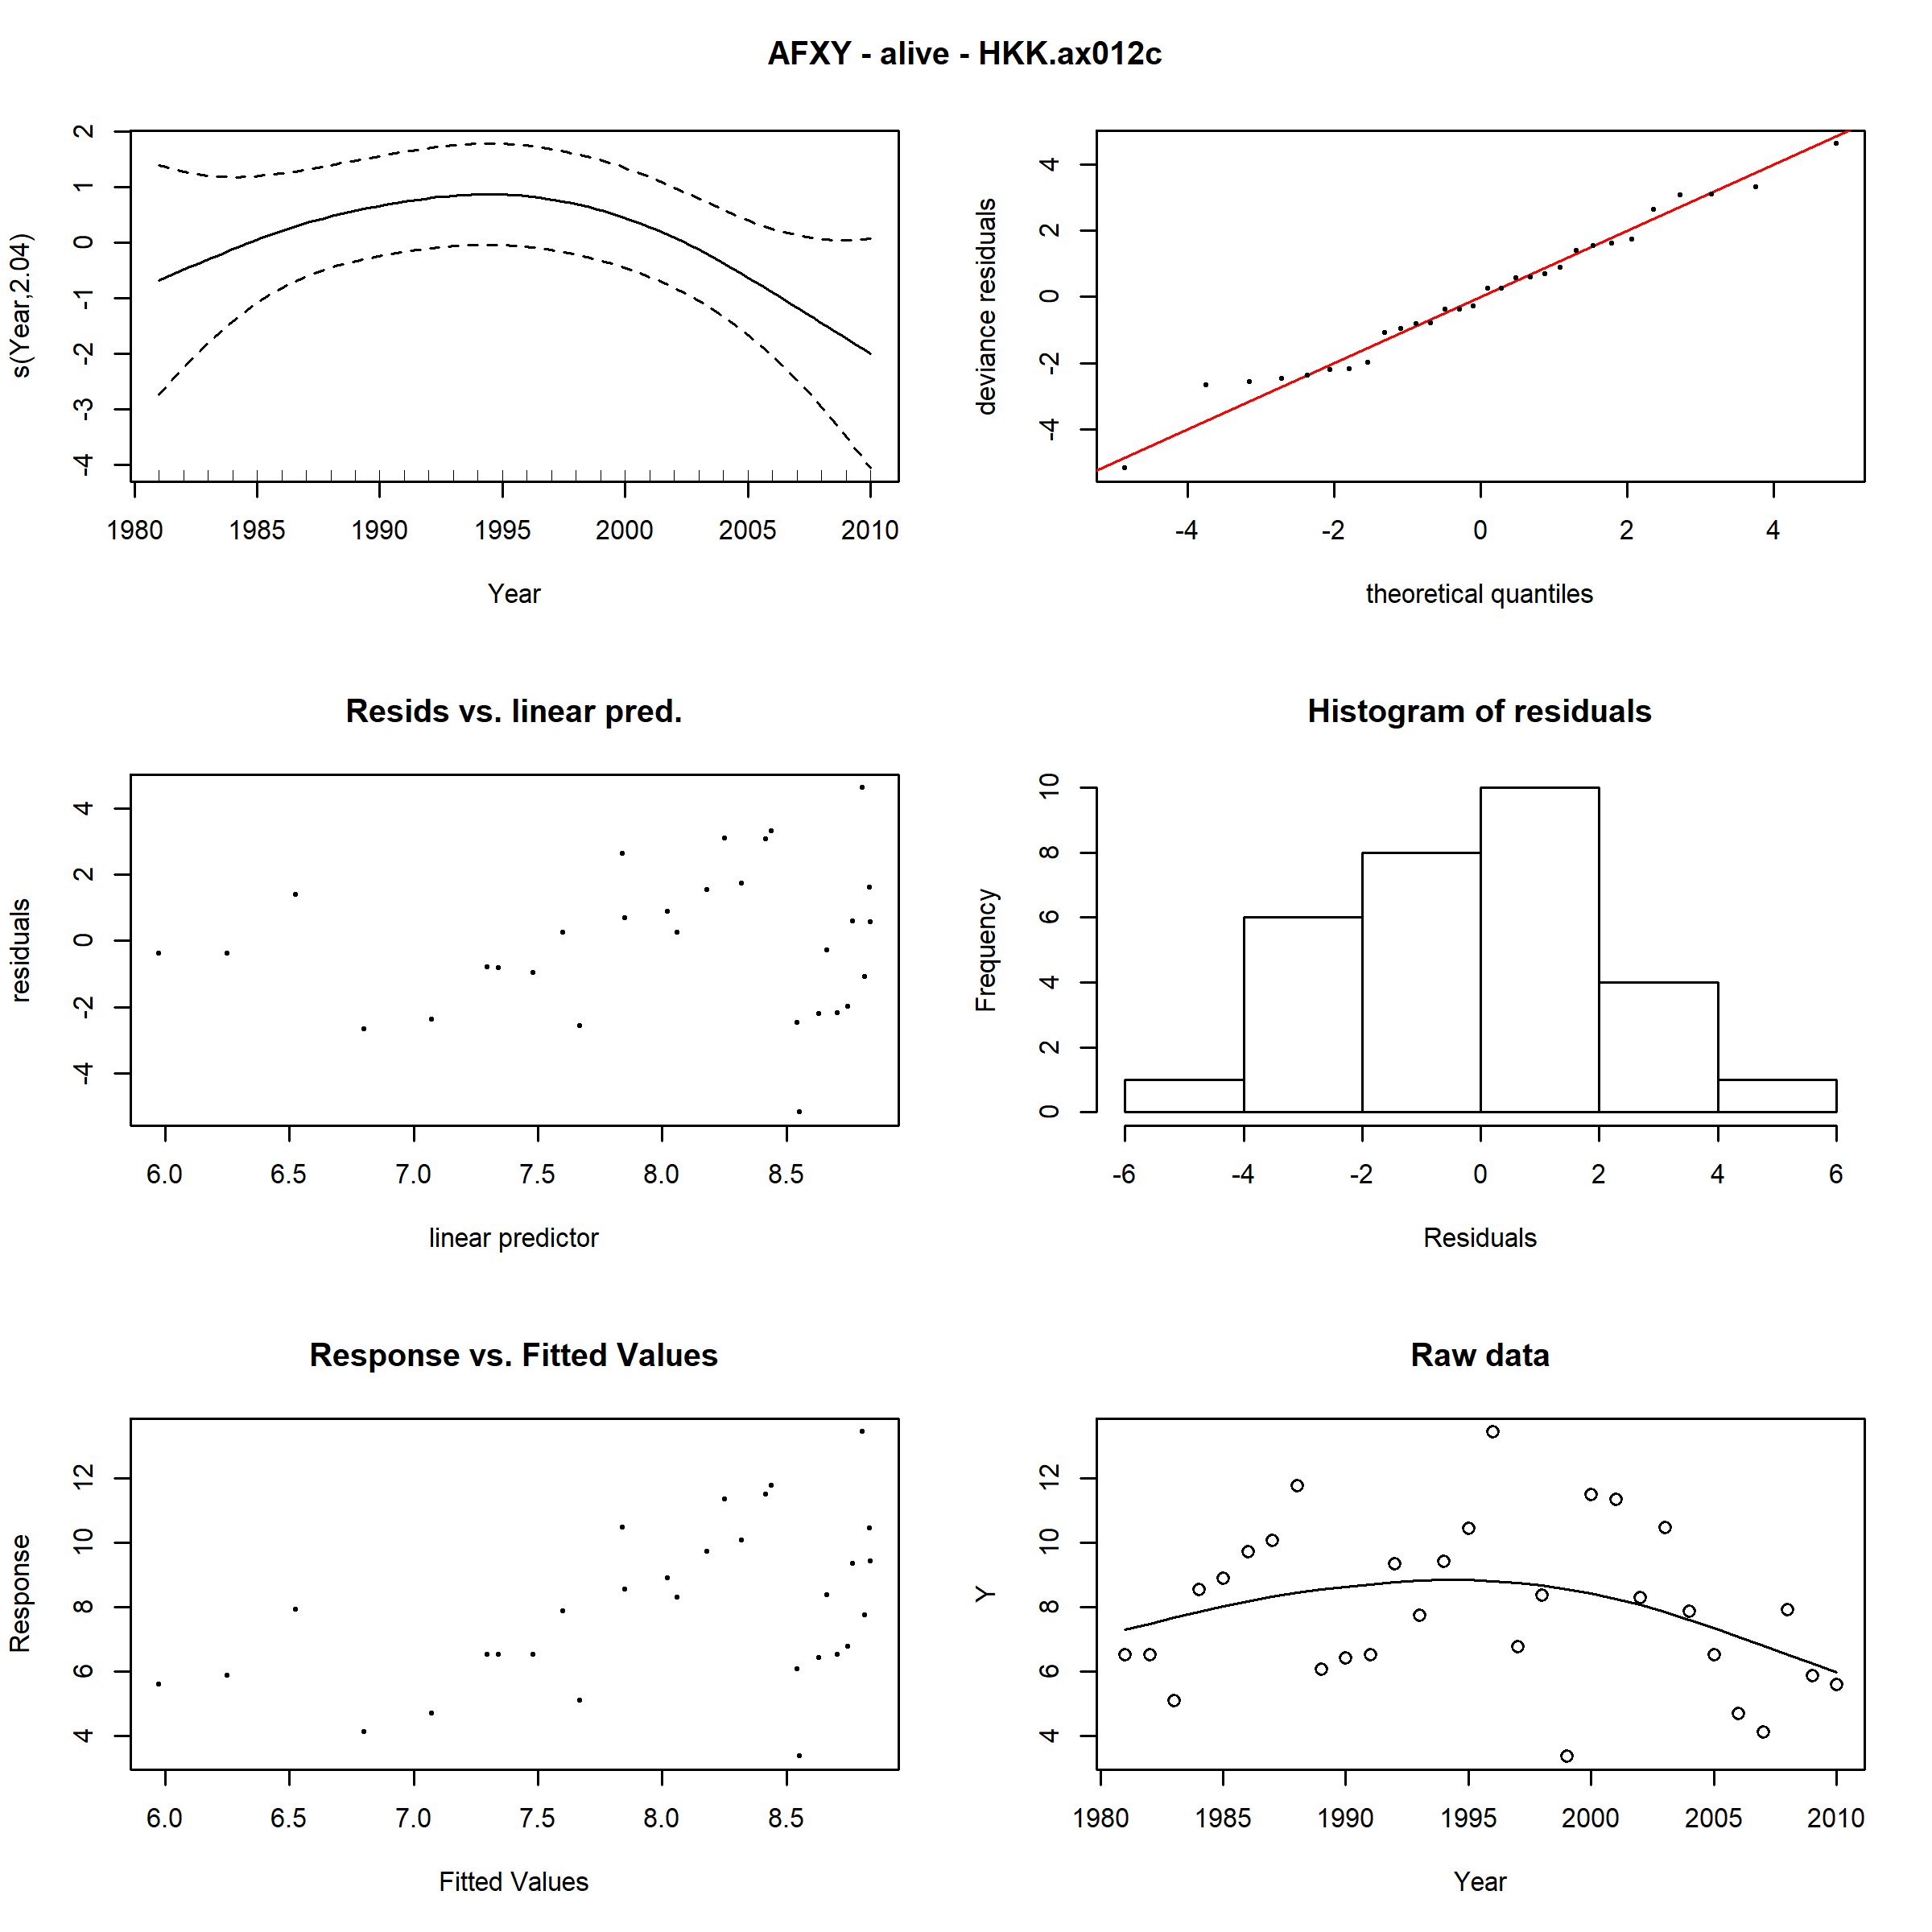 AFXY - alive - HKK.ax012c
s(Year,2.04)
2
1
0
-1
-2
-3
-4
1980 1985 1990 1995 2000 2005 2010
Year
deviance residuals
4
2
0
-2
-4
-4 -2 0 2 4
theoretical quantiles
Resids vs. linear pred.
residuals
4
2
0
-2
-4
6.0 6.5 7.0 7.5 8.0 8.5
linear predictor
Histogram of residuals
Frequency
10
8
6
4
2
0
-6 -4 -2 0 2 4 6
Residuals
Response vs. Fitted Values
Response
12
10
8
6
4
6.0 6.5 7.0 7.5 8.0 8.5
Fitted Values
Raw data
Y
12
10
8
6
4
1980 1985 1990 1995 2000 2005 2010
Year